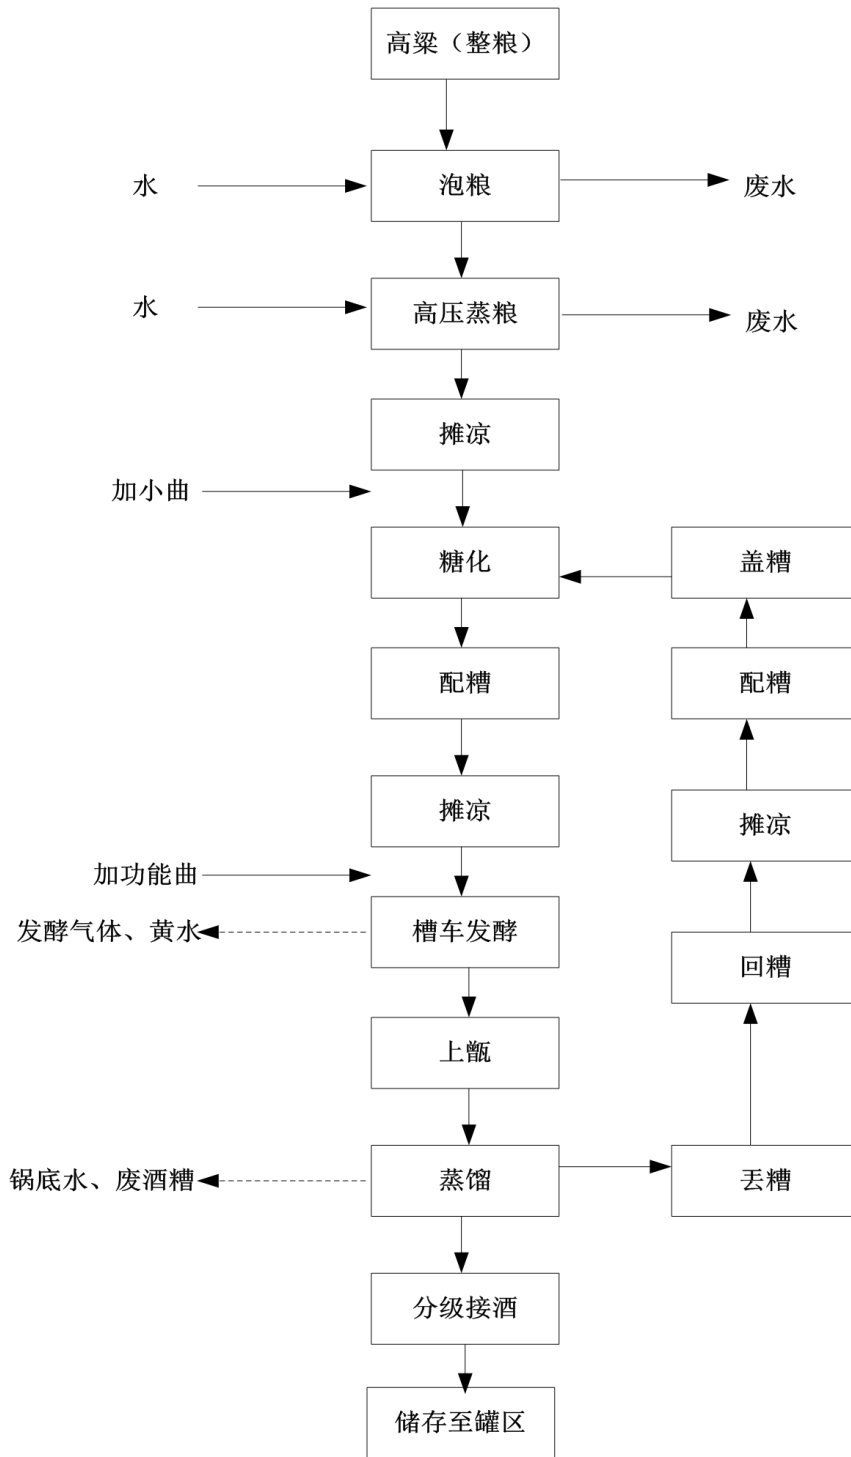 高粱（整粮）
水
泡粮
废水
水
高压蒸粮
废水
摊凉
加小曲
糖化
盖糟
配糟
配糟
摊凉
摊凉
加功能曲
发酵气体、黄水
槽车发酵
回糟
上甑
锅底水、废酒糟
蒸馏
丢糟
分级接酒
储存至罐区